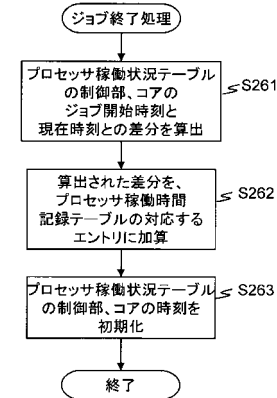 ジョブ終了処理
プロセッサ稼働状況テーブル
の制御部、コアの
ジョブ開始時刻と
現在時刻との差分を算出
S261
算出された差分を、
プロセッサ稼働時間
記録テーブルの対応する
エントリに加算
S262
プロセッサ稼働状況テーブル
の制御部、コアの時刻を
初期化
S263
終了